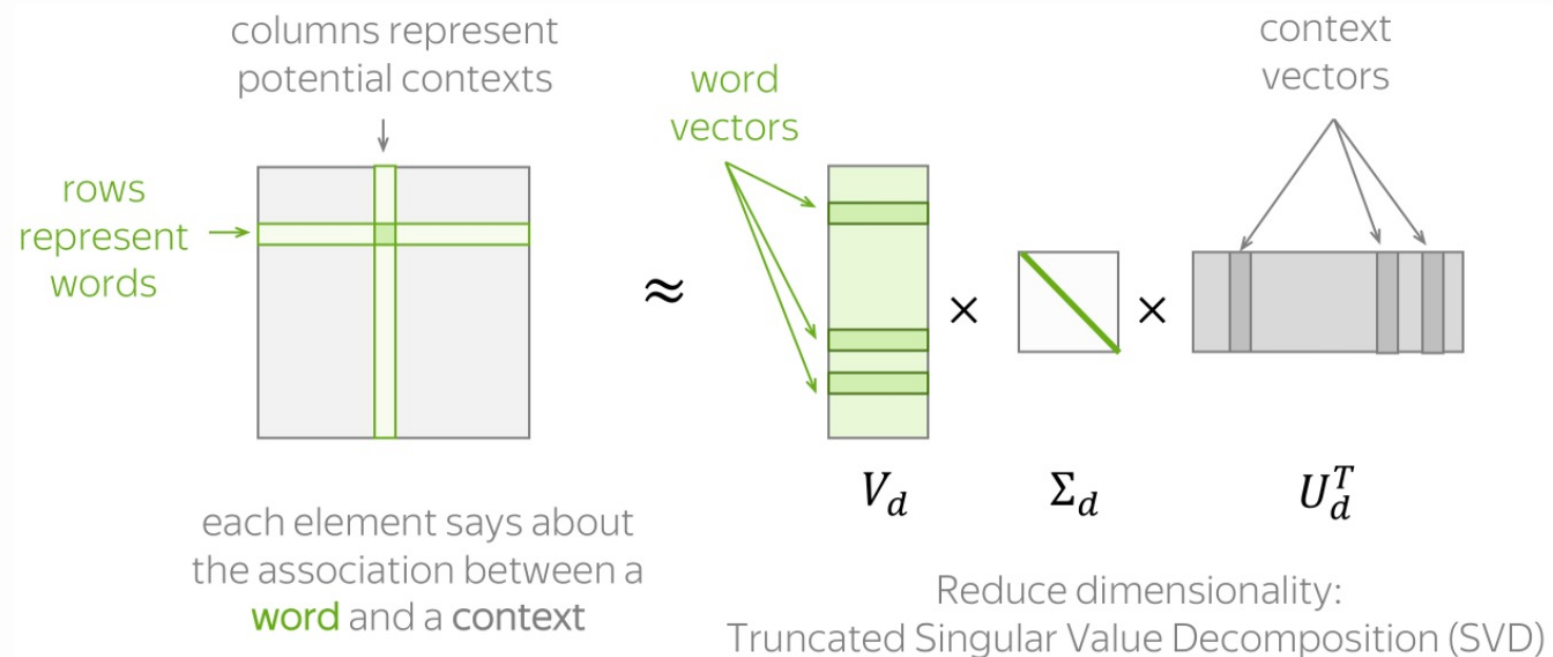 columns represent
potential contexts
rows
represent
words
each element says about
the association between a
word and a context
≈
word
vectors
×
×
context
vectors
V_d
Σ_d
U_d^T
Reduce dimensionality:
Truncated Singular Value Decomposition (SVD)